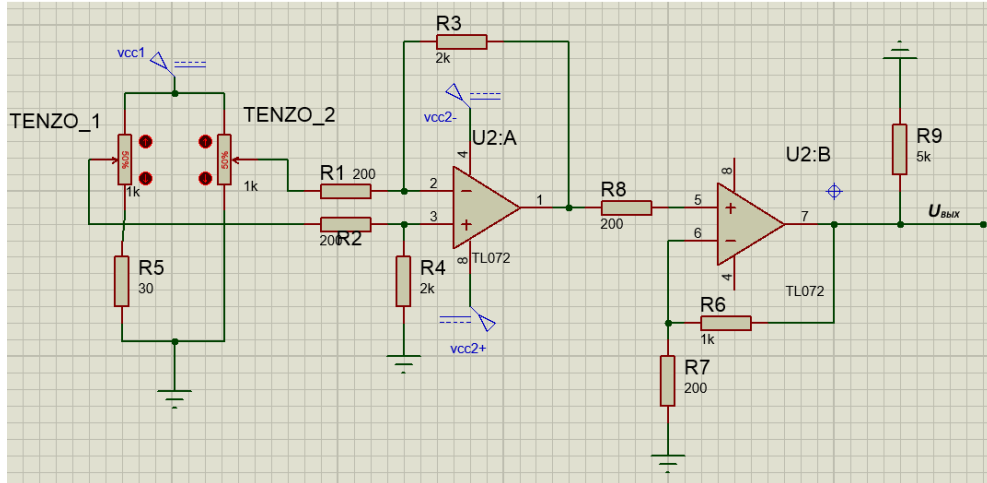 R3
2k
vcc1
TENZO_1
TENZO_2
50%
50%
1k
1k
vcc2-
4
U2:A
R1
200
2
3
1
200
R2
8
TL072
R4
2k
R5
30
vcc2+
R8
200
5
6
8
U2:B
7
4
TL072
R9
5k
Uвых
R6
1k
R7
200